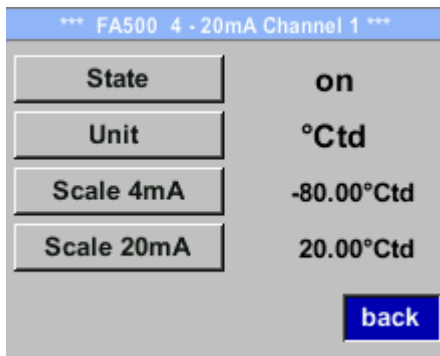 *** FA500 4 - 20mA Channel 1 ***
State on
Unit °Ctd
Scale 4mA -80.00°Ctd
Scale 20mA 20.00°Ctd
back